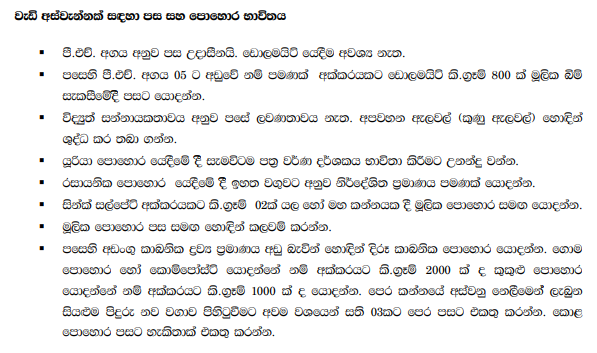 වැඩි අස්වැන්නක් සඳහා පස සහ පොහොර භාවිතය
▪ පී.එච්. අගය අනුව පස උදාසීනයි. ඩොලමයිට් යෙදීම අවශ්‍ය නැත.
▪ පසෙහි පී.එච්. අගය 05 ට අඩුවේ නම් පමණක් අක්කරයකට ඩොලමයිට් කි.ග්‍රෑම් 800 ක් මූලික බිම්
සැකසීමේදී පසට යොදන්න.
▪ විද්‍යුත් සන්නායකතාවය අනුව පසේ ලවණතාවය නැත. අපවහන ඇලවල් (කුණු ඇලවල්) හොඳින්
ශුද්ධ කර තබා ගන්න.
▪ යූරියා පොහොර යෙදීමේ දී සැමවිටම පත්‍ර වර්ණ දර්ශකය භාවිතා කිරීමට උනන්දු වන්න.
▪ රසායනික පොහොර යෙදීමේ දී ඉහත වගුවට අනුව නිර්දේශිත ප්‍රමාණය පමණක් යොදන්න.
▪ සින්ක් සල්පේට් අක්කරයකට කි.ග්‍රෑම් 02ක් යල හෝ මහ කන්නයක දී මූලික පොහොර සමඟ යොදන්න.
▪ මූලික පොහොර පස සමඟ හොඳින් කලවම් කරන්න.
▪ පසෙහි අඩංගු කාබනික ද්‍රව්‍ය ප්‍රමාණය අඩු බැවින් හොඳින් දිරූ කාබනික පොහොර යොදන්න. ගොම
පොහොර හෝ කොම්පෝස්ට් යොදන්නේ නම් අක්කරයට කි.ග්‍රෑම් 2000 ක් ද කුකුළු පොහොර
යොදන්නේ නම් අක්කරයට කි.ග්‍රෑම් 1000 ක් ද යොදන්න. පෙර කන්නයේ අස්වනු නෙලීමෙන් ලැබුන
සියළුම පිදුරු නව වගාව පිහිටුවීමට අවම වශයෙන් සති 03කට පෙර පසට එකතු කරන්න. කොළ
පොහොර පසට හැකිතාක් එකතු කරන්න.